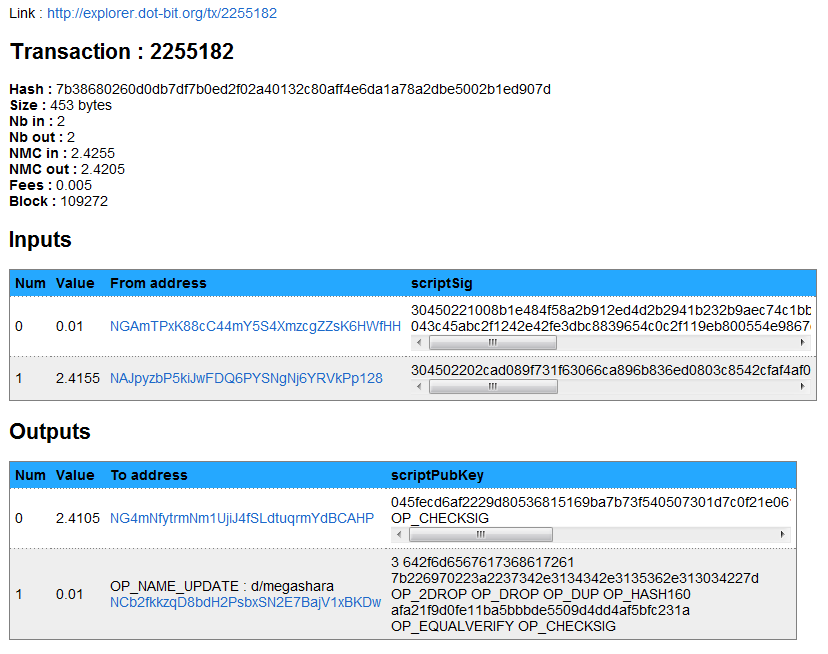 Link : http://explorer.dot-bit.org/tx/2255182
Transaction : 2255182
Hash : 7b38680260d0db7df7b0ed2f02a40132c80aff4e6da1a78a2dbe5002b1ed907d
Size : 453 bytes
Nb in : 2
Nb out : 2
NMC in : 2.4255
NMC out : 2.4205
Fees : 0.005
Block : 109272
Inputs
Num Value From address scriptSig
0 0.01 NGAmTPxK88cC44mY5S4XmzcgZZsK6HWfHH 30450221008b1e484f58a2b912ed4d2b2941b232b9aec74c1bb
043c45abc2f1242e42fe3dbc8839654c0c2f119eb800554e9867
1 2.4155 NAJpyzbP5kiJwFDQ6PYSNgNj6YRVkPp128 304502202cad089f731f63066ca896b836ed0803c8542cfaf4af0
Outputs
Num Value To address scriptPubKey
0 2.4105 NG4mNfytrmNm1UjiJ4fSLdtuqrmYdBCAHP 045fecd6af2229d80536815169ba7b73f540507301d7c0f21e06
OP_CHECKSIG
1 0.01 OP_NAME_UPDATE : d/megashara
NCb2fkkzqD8bdH2PsbxSN2E7BajV1xBKDw
3 642f6d6567617368617261
7b226970223a2237342e3134342e3135362e313034227d
OP_2DROP OP_DROP OP_DUP OP_HASH160
afa21f9d0fe11ba5bbbde5509d4dd4af5bfc231a
OP_EQUALVERIFY OP_CHECKSIG